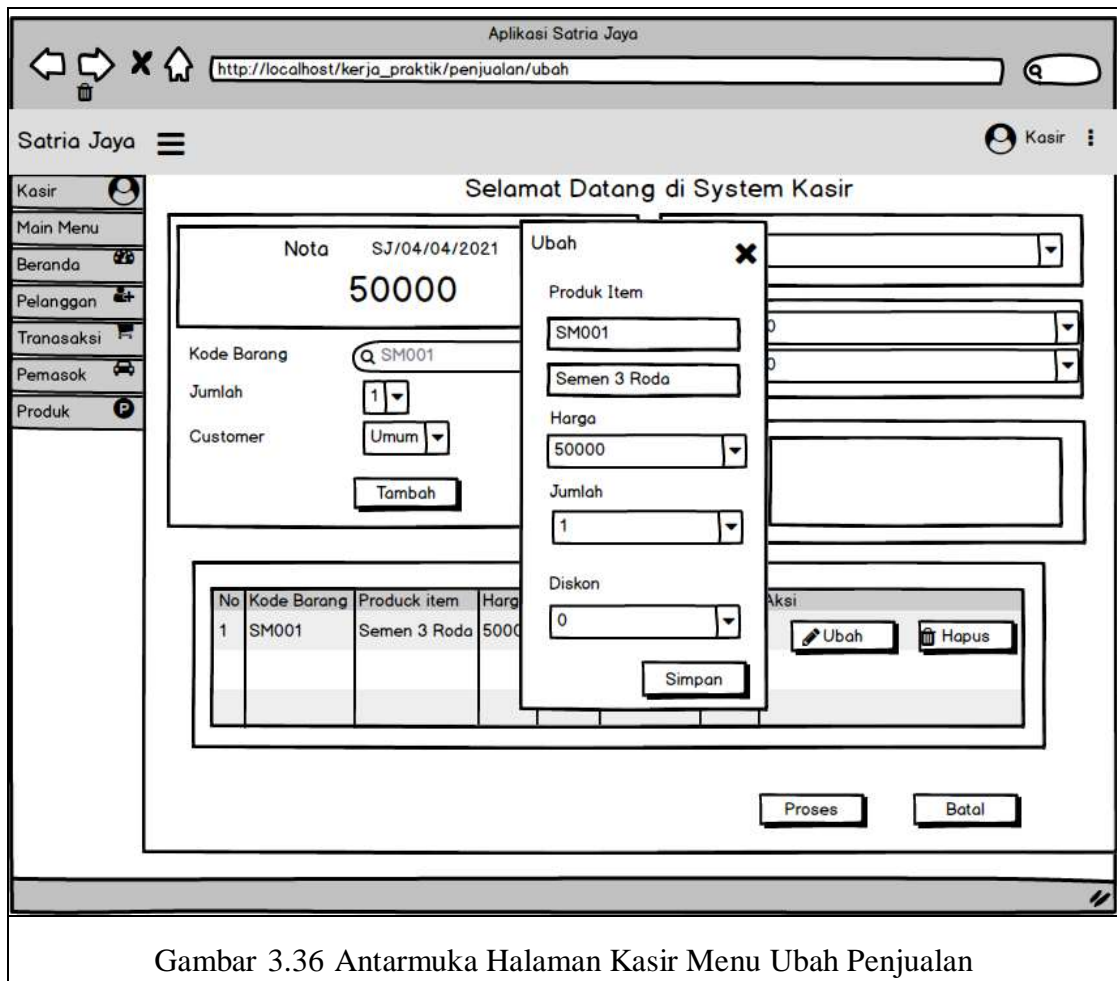 Aplikasi Satria Jaya
http://localhost/kerja_praktik/penjualan/ubah
Satria Jaya
Kasir
Kasir
Main Menu
Beranda
Pelanggan
Tranasaksi
Pemasok
Produk
Selamat Datang di System Kasir
Nota SJ/04/04/2021
50000
Kode Barang SM001
Jumlah 1
Customer Umum
Tambah
Ubah
Produk Item
SM001
Semen 3 Roda
Harga
50000
Jumlah
1
Diskon
0
Simpan
0
0
No Kode Barang Produck item Harg Aksi
1 SM001 Semen 3 Roda 5000 Ubah Hapus
Proses Batal
Gambar 3.36 Antarmuka Halaman Kasir Menu Ubah Penjualan